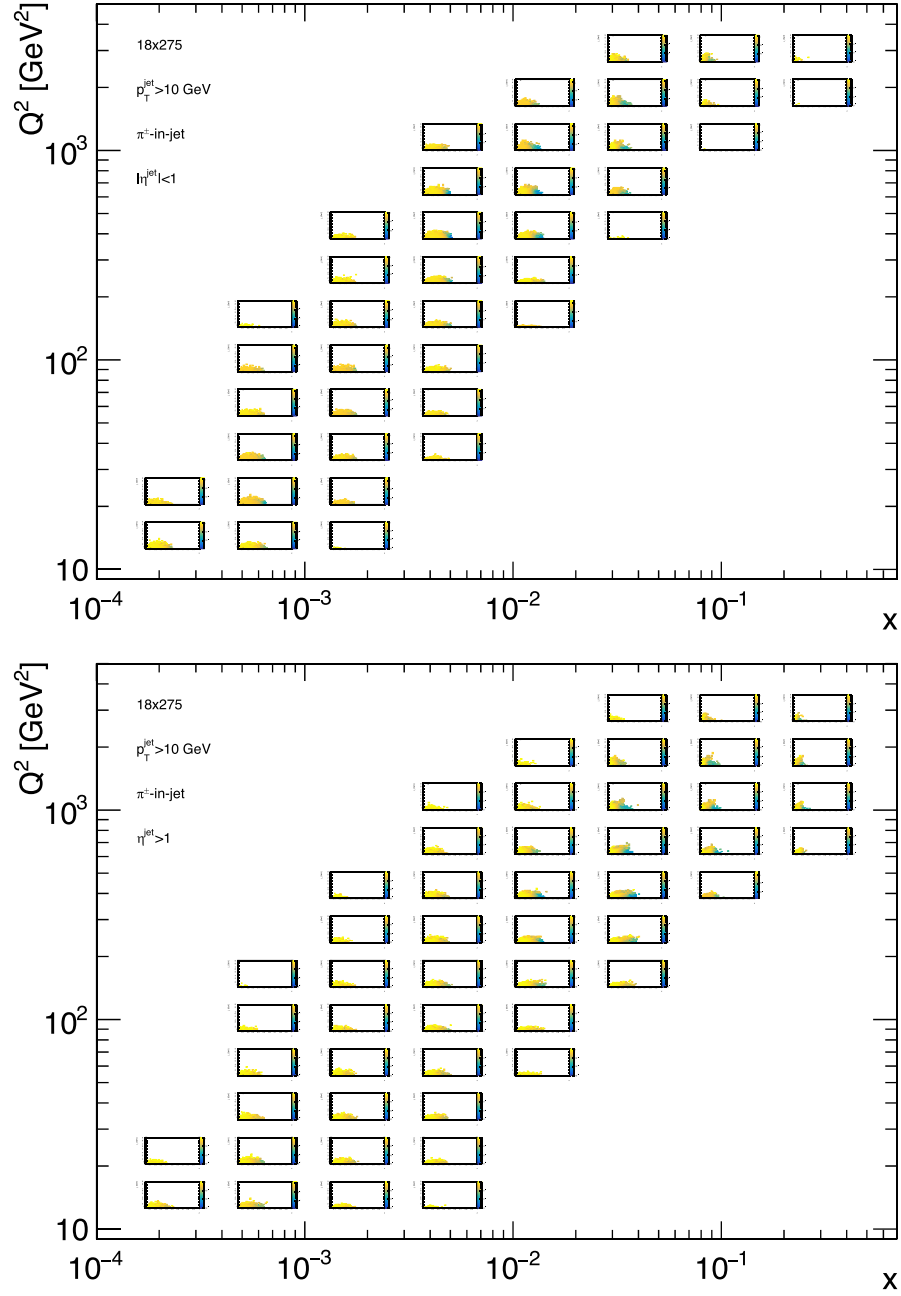 Q² [GeV²]
18x275
p_T^jet>10 GeV
π±-in-jet
|η^jet|<1
10³
10²
10
10⁻⁴ 10⁻³ 10⁻² 10⁻¹
x
Q² [GeV²]
18x275
p_T^jet>10 GeV
π±-in-jet
η^jet>1
10³
10²
10
10⁻⁴ 10⁻³ 10⁻² 10⁻¹
x